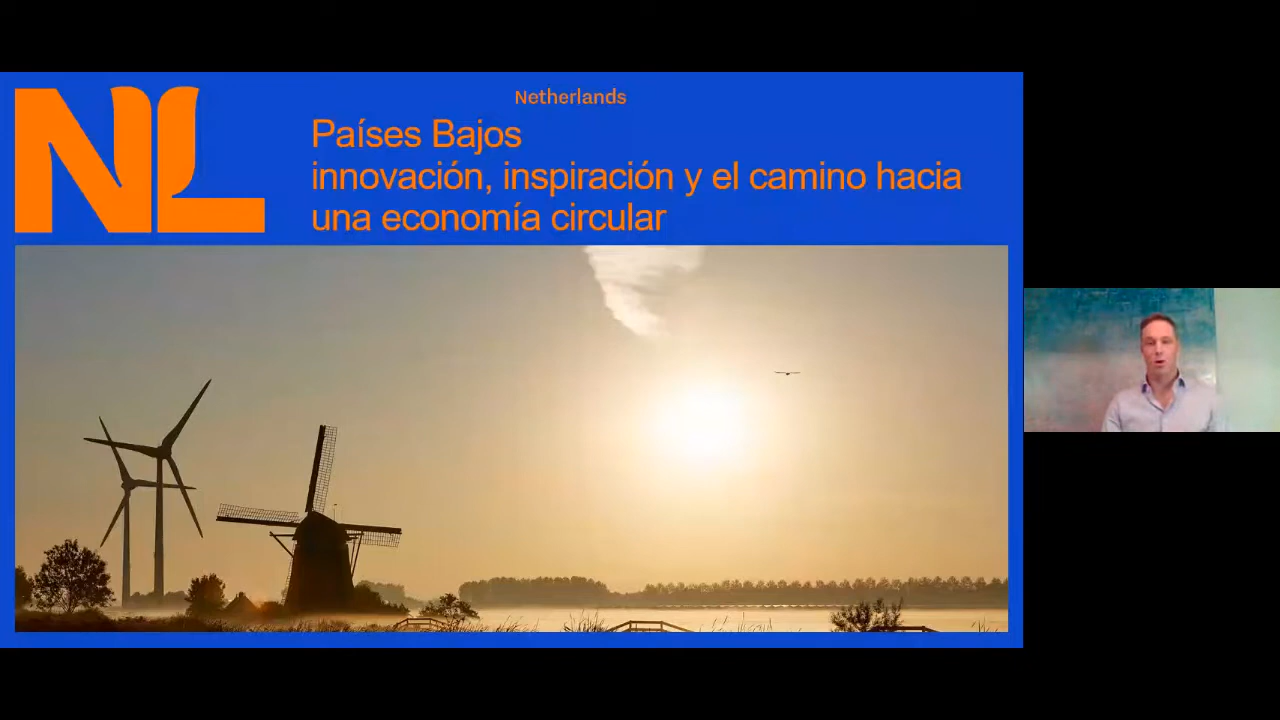 NL
Netherlands
Países Bajos
innovación, inspiración y el camino hacia
una economía circular